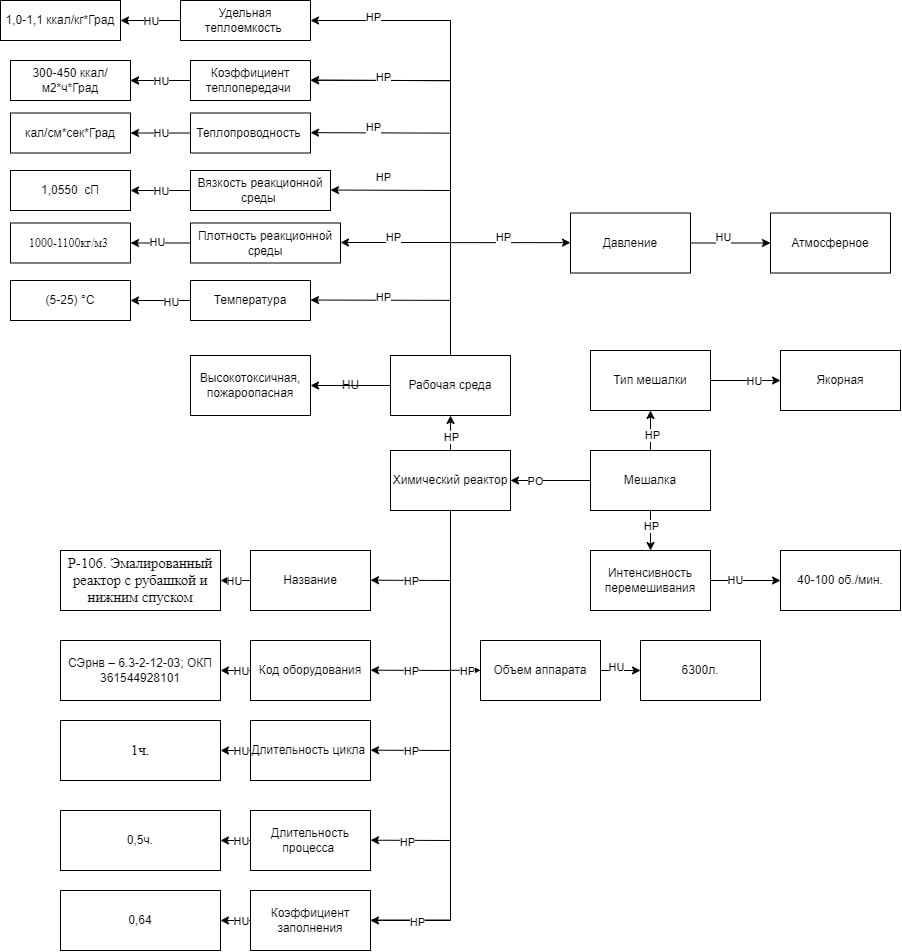 1,0-1,1 ккал/кг*Град
HU
Удельная
теплоемкость
HP
300-450 ккал/
м2*ч*Град
HU
Коэффициент
теплопередачи
HP
кал/см*сек*Град
HU
Теплопроводность
HP
1,0550 сП
HU
Вязкость реакционной
среды
HP
1000-1100кг/м3
HU
Плотность реакционной
среды
HP
HP
Давление
HU
Атмосферное
(5-25) °С
HU
Температура
HP
Высокотоксичная,
пожароопасная
HU
Рабочая среда
Тип мешалки
HU
Якорная
HP
HP
Химический реактор
PO
Мешалка
HP
Р-106. Эмалированный
реактор с рубашкой и
нижним спуском
HU
Название
HP
Интенсивность
перемешивания
HU
40-100 об./мин.
СЭрнв – 6.3-2-12-03; ОКП
361544928101
HU
Код оборудования
HP
HP
Объем аппарата
HU
6300л.
1ч.
HU
Длительность цикла
HP
0,5ч.
HU
Длительность
процесса
HP
0,64
HU
Коэффициент
заполнения
HP